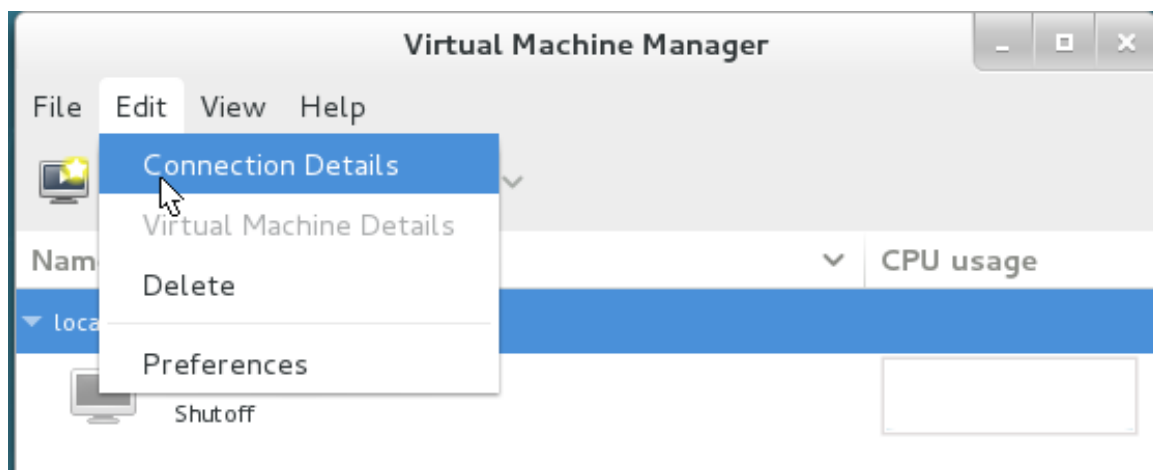 Virtual Machine Manager
File Edit View Help
Connection Details
Virtual Machine Details
Delete
Preferences
CPU usage
Shutoff